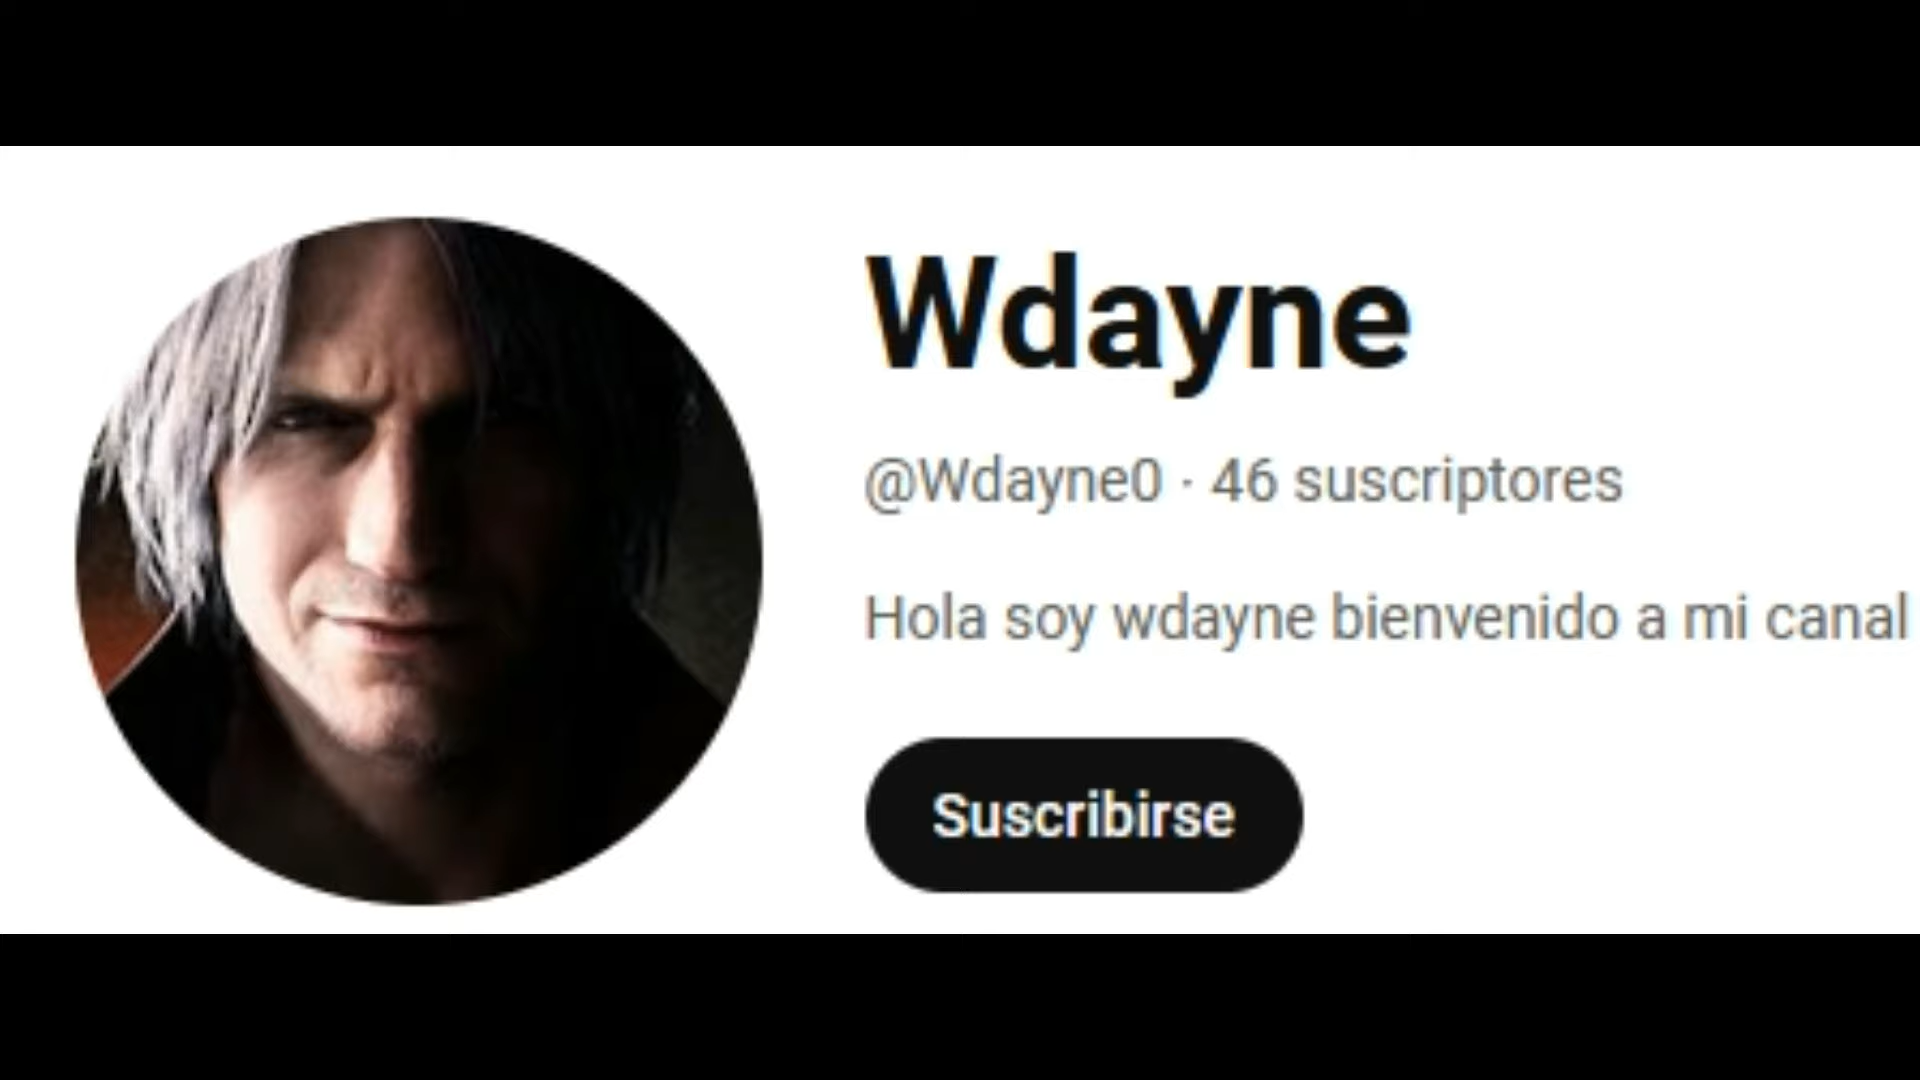 Wdayne
@Wdayne0 · 46 suscriptores
Hola soy wdayne bienvenido a mi canal
Suscribirse